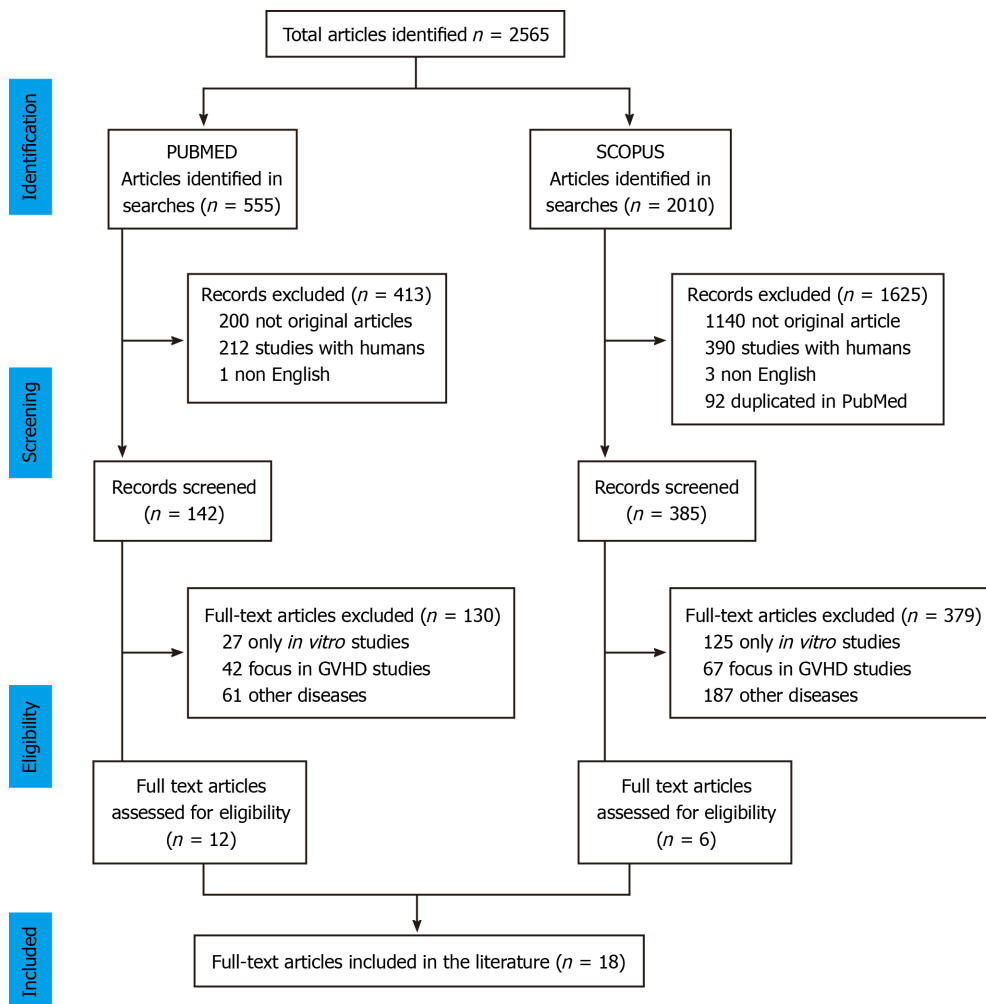 Total articles identified n = 2565
Identification
PUBMED
Articles identified in
searches (n = 555)
SCOPUS
Articles identified in
searches (n = 2010)
Records excluded (n = 413)
200 not original articles
212 studies with humans
1 non English
Records excluded (n = 1625)
1140 not original article
390 studies with humans
3 non English
92 duplicated in PubMed
Screening
Records screened
(n = 142)
Records screened
(n = 385)
Full-text articles excluded (n = 130)
27 only in vitro studies
42 focus in GVHD studies
61 other diseases
Full-text articles excluded (n = 379)
125 only in vitro studies
67 focus in GVHD studies
187 other diseases
Eligibility
Full text articles
assessed for eligibility
(n = 12)
Full text articles
assessed for eligibility
(n = 6)
Included
Full-text articles included in the literature (n = 18)